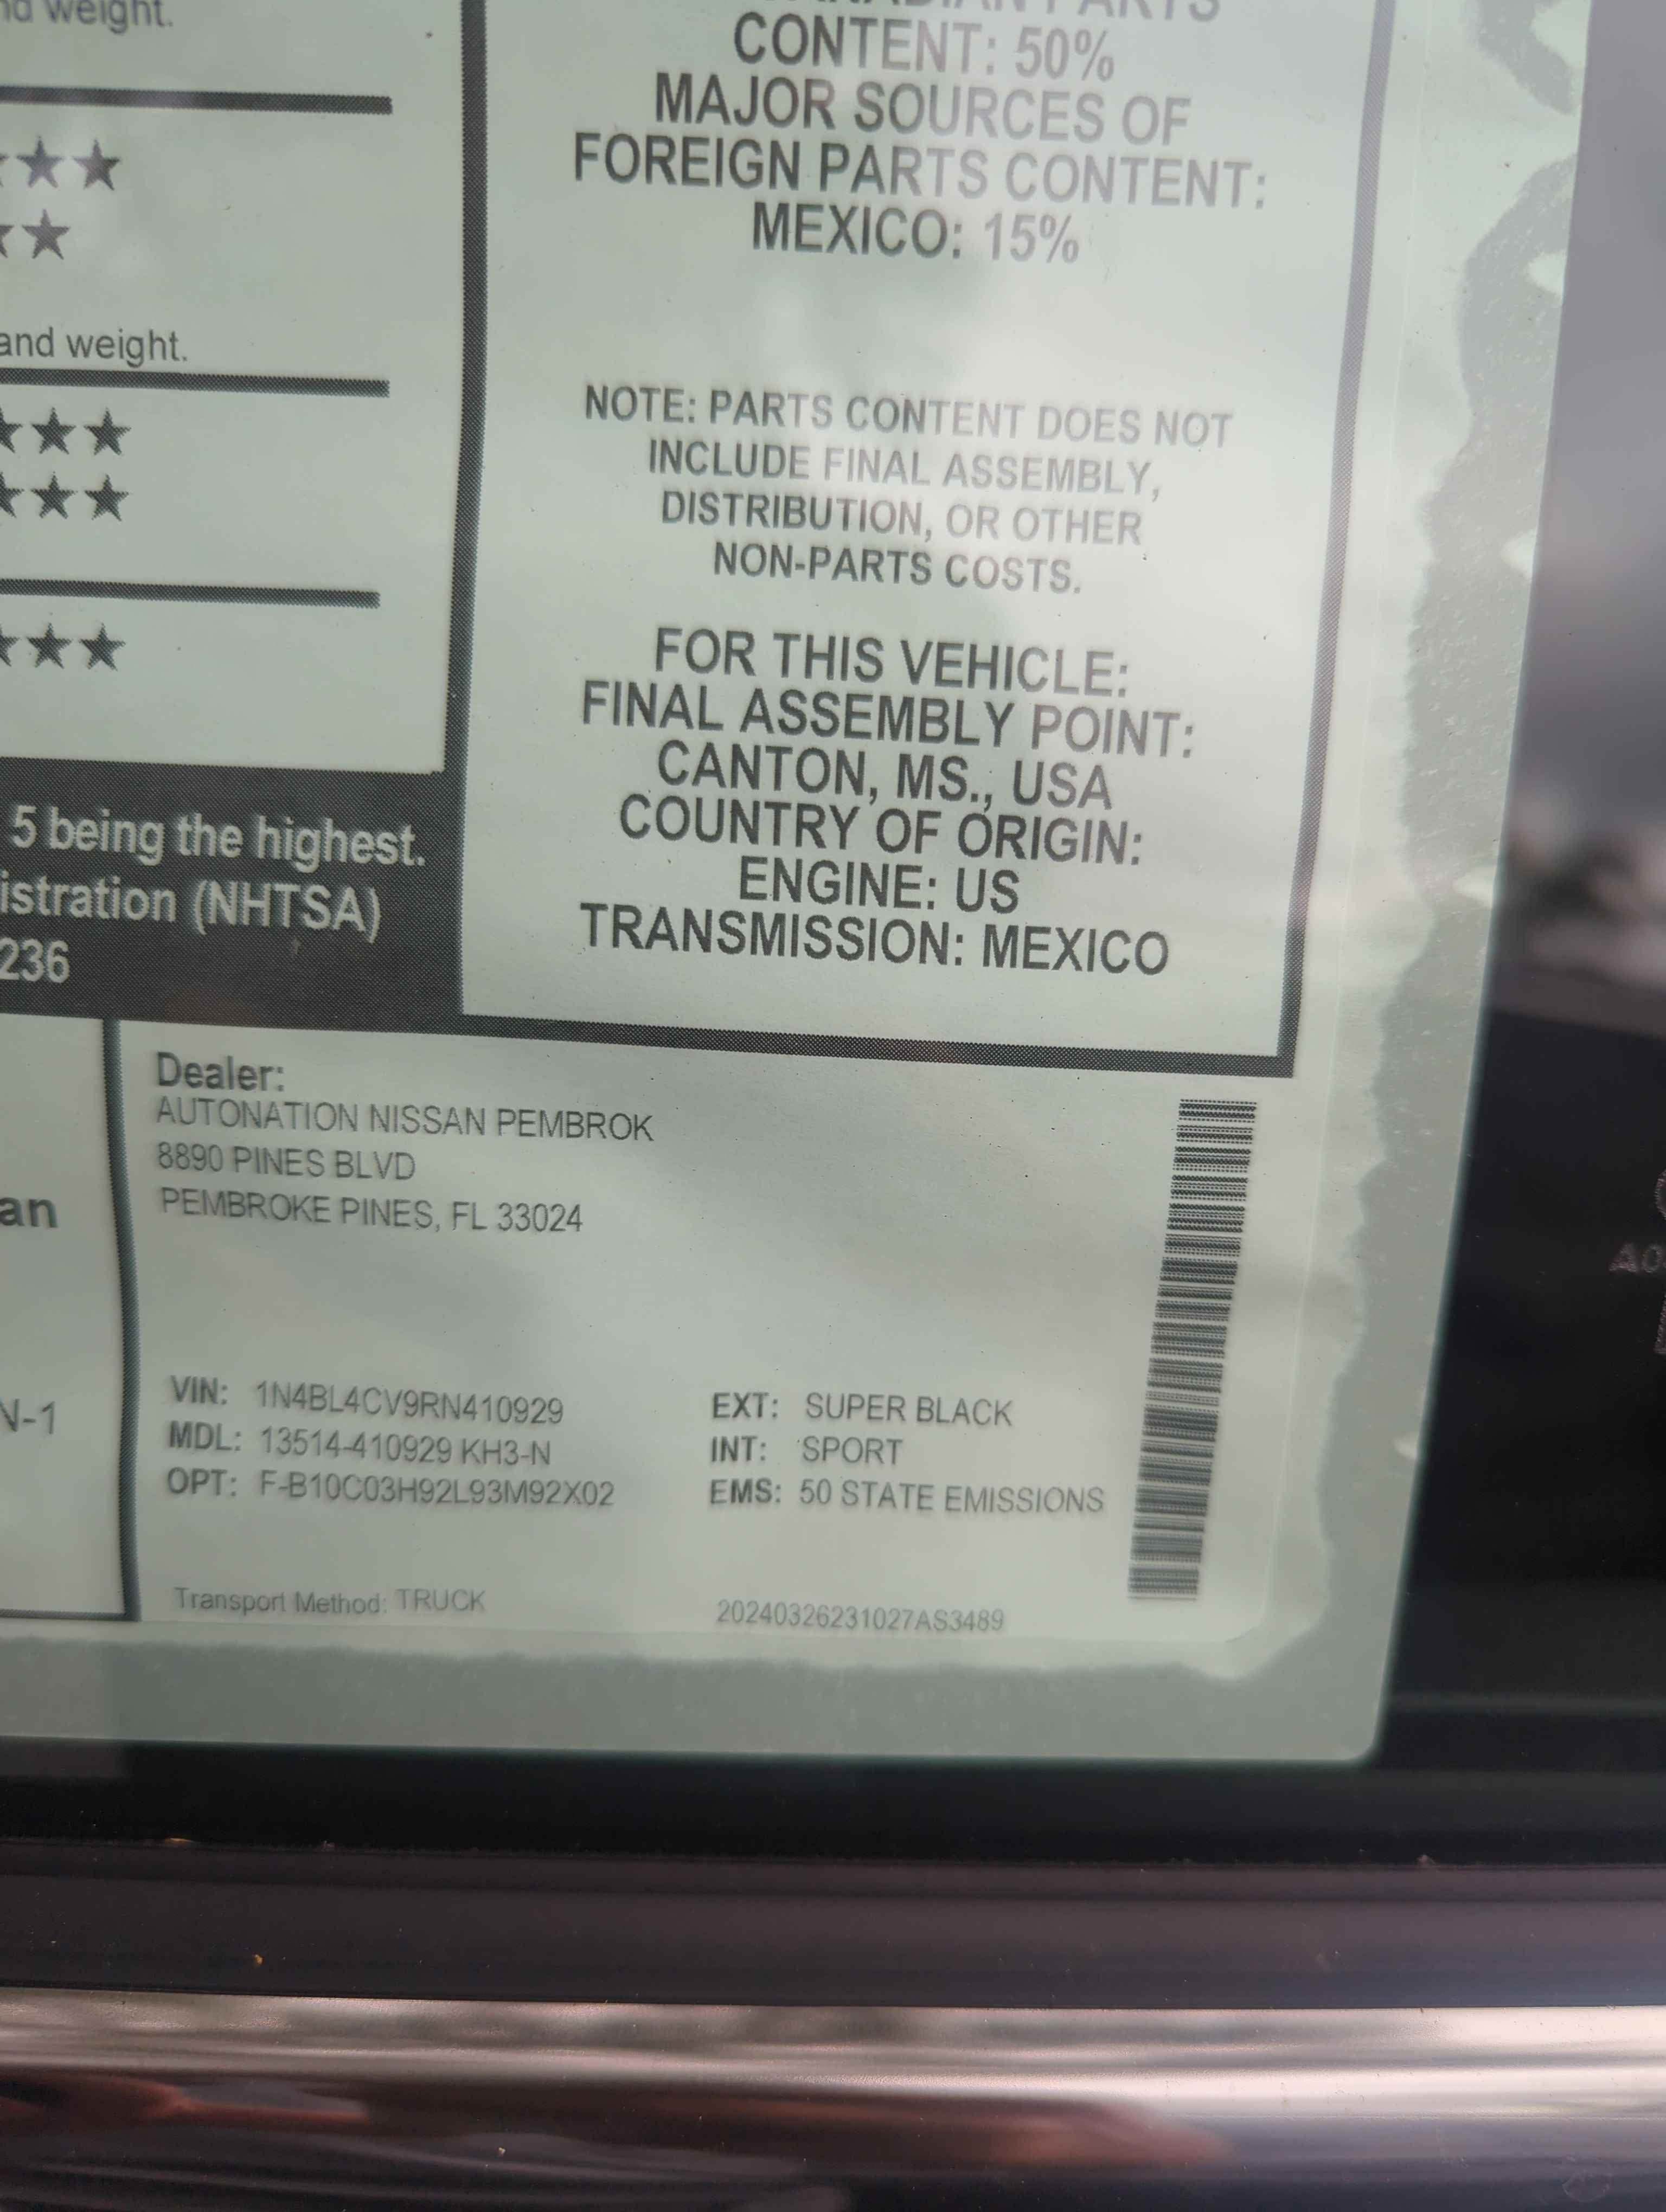 nd weight.
CONTENT: 50%
MAJOR SOURCES OF
FOREIGN PARTS CONTENT:
MEXICO: 15%
and weight.
NOTE: PARTS CONTENT DOES NOT
INCLUDE FINAL ASSEMBLY,
DISTRIBUTION, OR OTHER
NON-PARTS COSTS.
FOR THIS VEHICLE:
FINAL ASSEMBLY POINT:
CANTON, MS., USA
COUNTRY OF ORIGIN:
ENGINE: US
TRANSMISSION: MEXICO
5 being the highest.
istration (NHTSA)
236
an
N-1
Dealer:
AUTONATION NISSAN PEMBROK
8890 PINES BLVD
PEMBROKE PINES, FL 33024
VIN: 1N4BL4CV9RN410929
MDL: 13514-410929 KH3-N
OPT: F-B10C03H92L93M92X02
EXT: SUPER BLACK
INT: SPORT
EMS: 50 STATE EMISSIONS
Transport Method: TRUCK
20240326231027AS3489